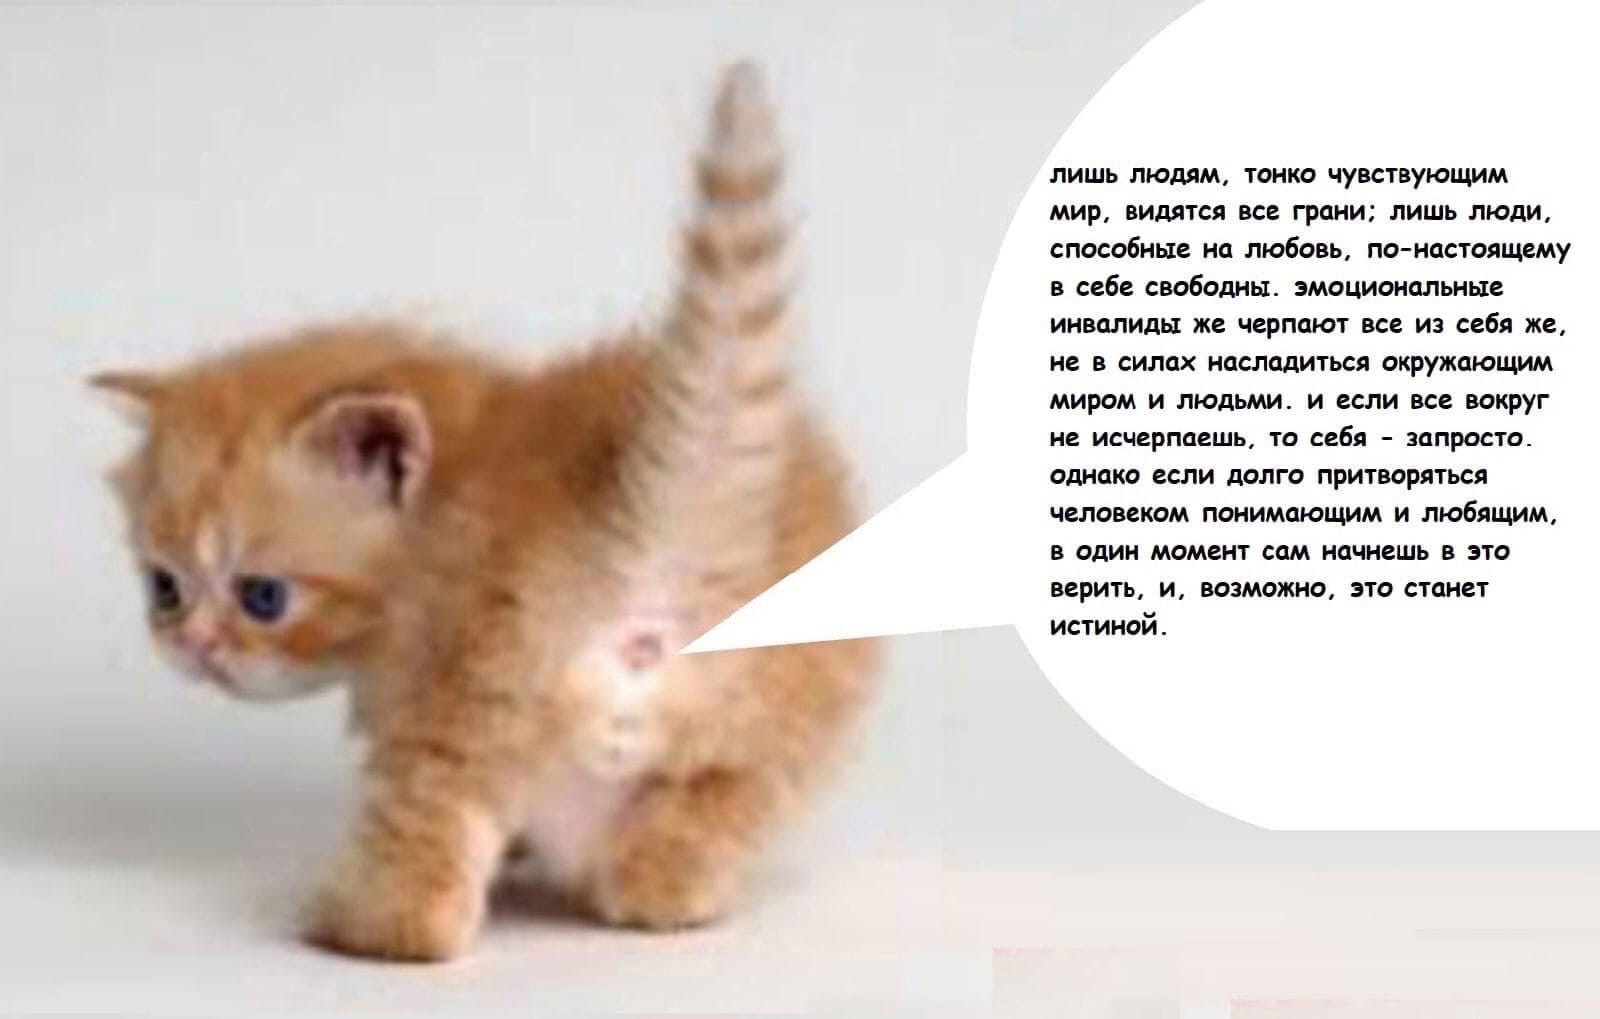 лишь людям, тонко чувствующим
мир, видятся все грани; лишь люди,
способные на любовь, по-настоящему
в себе свободны. эмоциональные
инвалиды же черпают все из себя же,
не в силах насладиться окружающим
миром и людьми. и если все вокруг
не исчерпаешь, то себя - запросто.
однако если долго притворяться
человеком понимающим и любящим,
в один момент сам начнешь в это
верить, и, возможно, это станет
истиной.